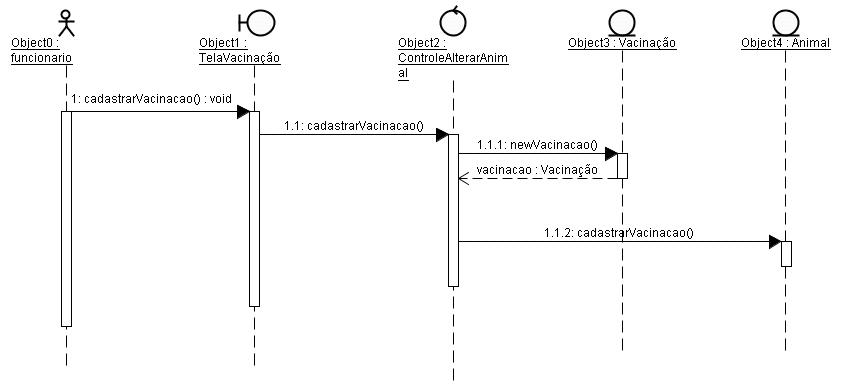 Object0 :
funcionario
Object1 :
TelaVacinação
Object2 :
ControleAlterarAnim
al
Object3 : Vacinação
Object4 : Animal
1: cadastrarVacinacao() : void
1.1: cadastrarVacinacao()
1.1.1: newVacinacao()
vacinacao : Vacinação
1.1.2: cadastrarVacinacao()